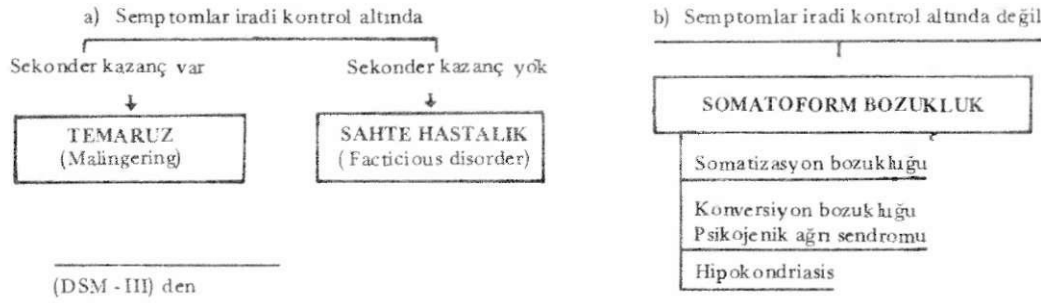 a) Semptomlar iradi kontrol altında
Sekonder kazanç var
Sekonder kazanç yok
TEMARUZ
(Malingering)
SAHTE HASTALIK
(Facticious disorder)
(DSM - III) den
b) Semptomlar iradi kontrol altında değil
SOMATOFORM BOZUKLUK
Somatizasyon bozukluğu
Konversiyon bozukluğu
Psikojenik ağrı sendromu
Hipokondriasis